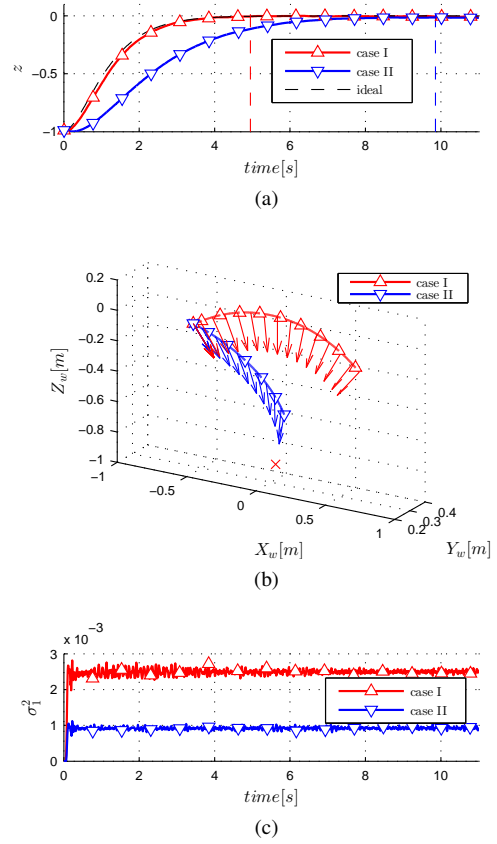 0
−0.5
−1
z
case I
case II
ideal
0 2 4 6 8 10
time[s]
(a)
0.2
0
−0.2
−0.4
−0.6
−0.8
−1
Z_w[m]
case I
case II
−1 −0.5 0 0.5 1
0.2 0.3 0.4
X_w[m]
Y_w[m]
(b)
x 10^−3
3
2
1
0
σ_1^2
case I
case II
0 2 4 6 8 10
time[s]
(c)